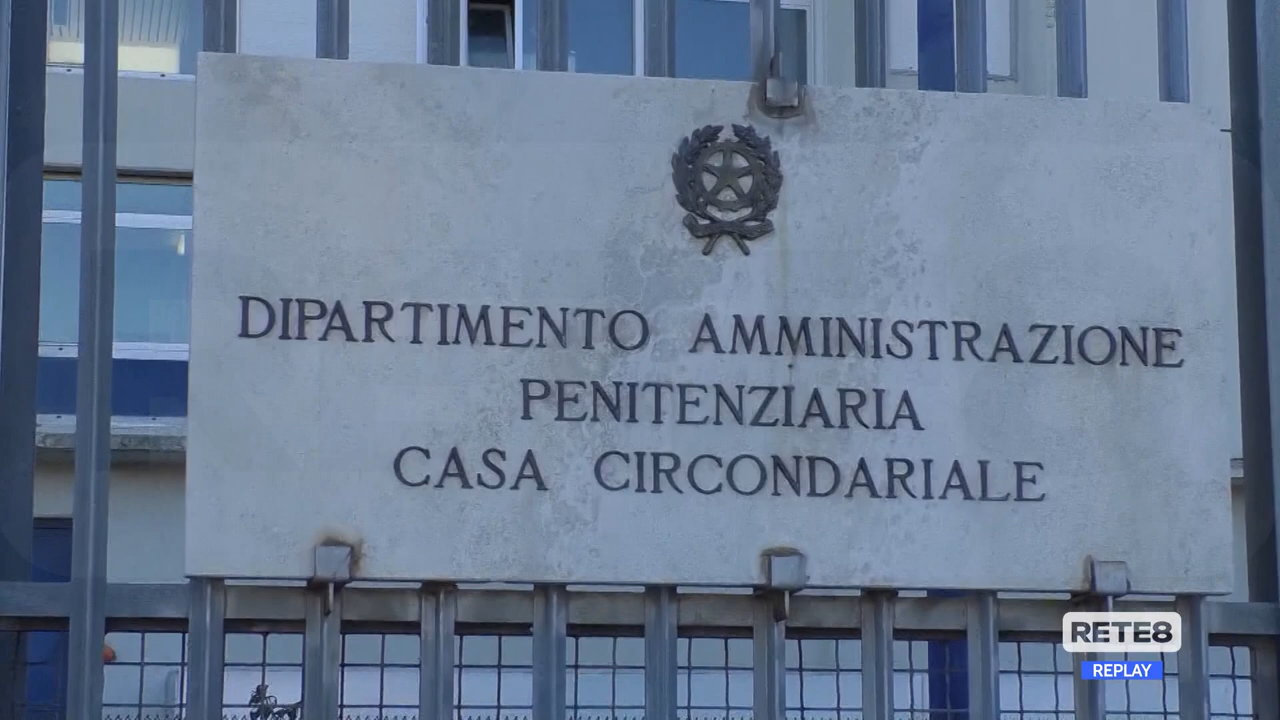 DIPARTIMENTO AMMINISTRAZIONE
PENITENZIARIA
CASA CIRCONDARIALE
RETE8
REPLAY